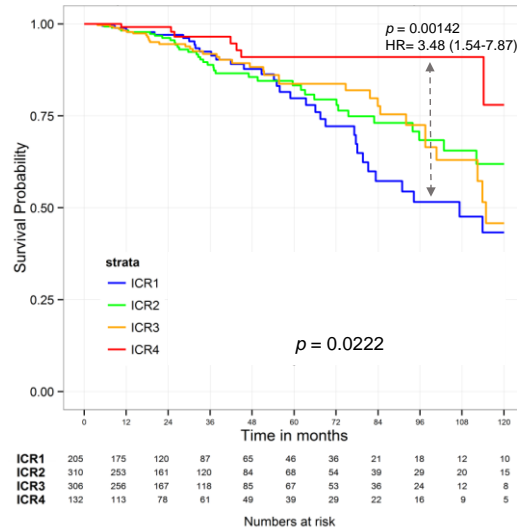 p = 0.00142
HR= 3.48 (1.54-7.87)
Survival Probability
1.00
0.75
0.50
0.25
0.00
strata
ICR1
ICR2
ICR3
ICR4
p = 0.0222
0 12 24 36 48 60 72 84 96 108 120
Time in months
ICR1 205 175 120 87 65 46 36 21 18 12 10
ICR2 310 253 161 120 84 68 54 39 29 20 15
ICR3 306 256 167 118 85 67 53 36 24 12 8
ICR4 132 113 78 61 49 39 29 22 16 9 5
Numbers at risk